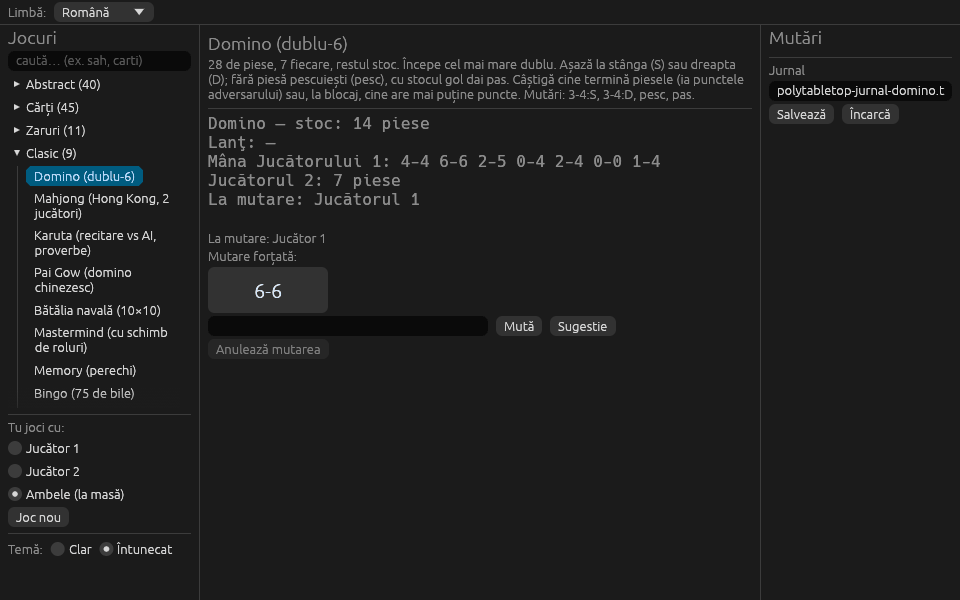 Limbă: Română
Jocuri
caută... (ex. sah, carti)
Abstract (40)
Cărți (45)
Zaruri (11)
Clasic (9)
Domino (dublu-6)
Mahjong (Hong Kong, 2
jucători)
Karuta (recitare vs AI,
proverbe)
Pai Gow (domino
chinezesc)
Bătălia navală (10×10)
Mastermind (cu schimb
de roluri)
Memory (perechi)
Bingo (75 de bile)
Tu joci cu:
Jucător 1
Jucător 2
Ambele (la masă)
Joc nou
Temă: Clar Întunecat
Domino (dublu-6)
28 de piese, 7 fiecare, restul stoc. Începe cel mai mare dublu. Așază la stânga (S) sau dreapta
(D); fără piesă pescuiești (pesc), cu stocul gol dai pas. Câștigă cine termină piesele (ia punctele
adversarului) sau, la blocaj, cine are mai puține puncte. Mutări: 3-4:S, 3-4:D, pesc, pas.
Domino — stoc: 14 piese
Lanț: —
Mâna Jucătorului 1: 4-4 6-6 2-5 0-4 2-4 0-0 1-4
Jucătorul 2: 7 piese
La mutare: Jucătorul 1
La mutare: Jucător 1
Mutare forțată:
6-6
Mută Sugestie
Anulează mutarea
Mutări
Jurnal
polytabletop-jurnal-domino.t
Salvează Încarcă